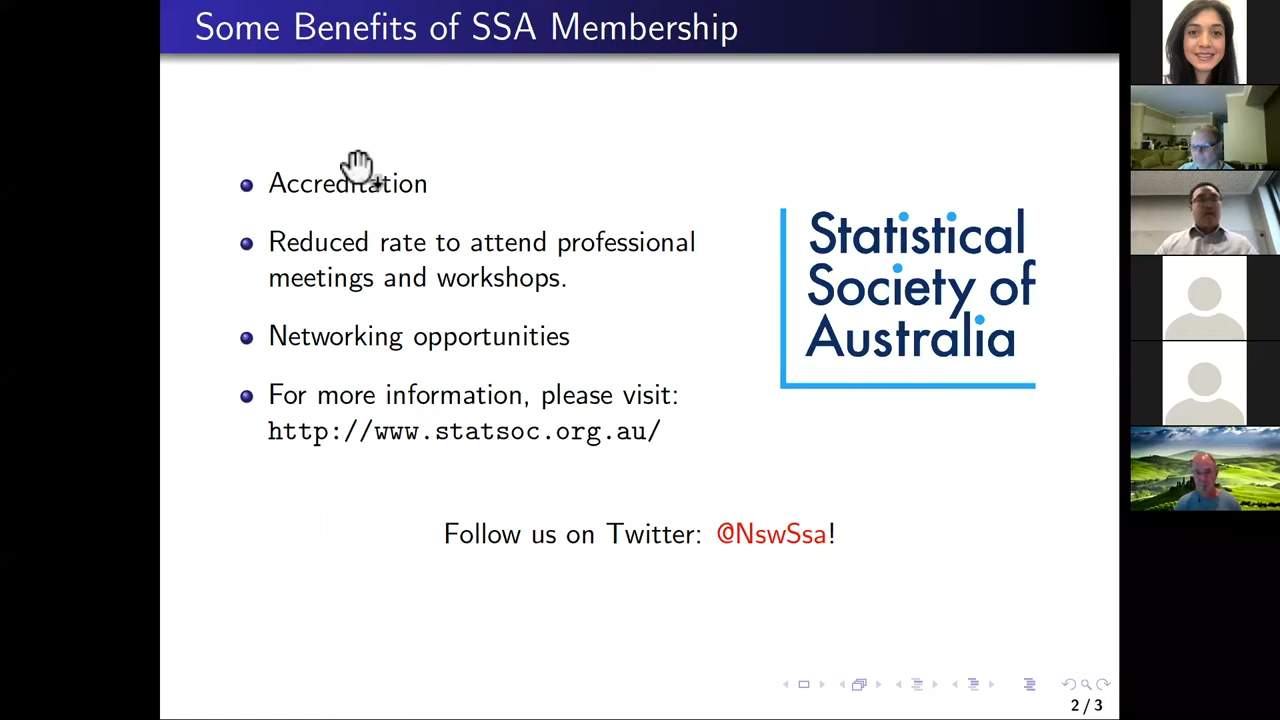 Some Benefits of SSA Membership
Accreditation
Reduced rate to attend professional
meetings and workshops.
Networking opportunities
For more information, please visit:
http://www.statsoc.org.au/
Statistical
Society of
Australia
Follow us on Twitter: @NswSsa!
2 / 3